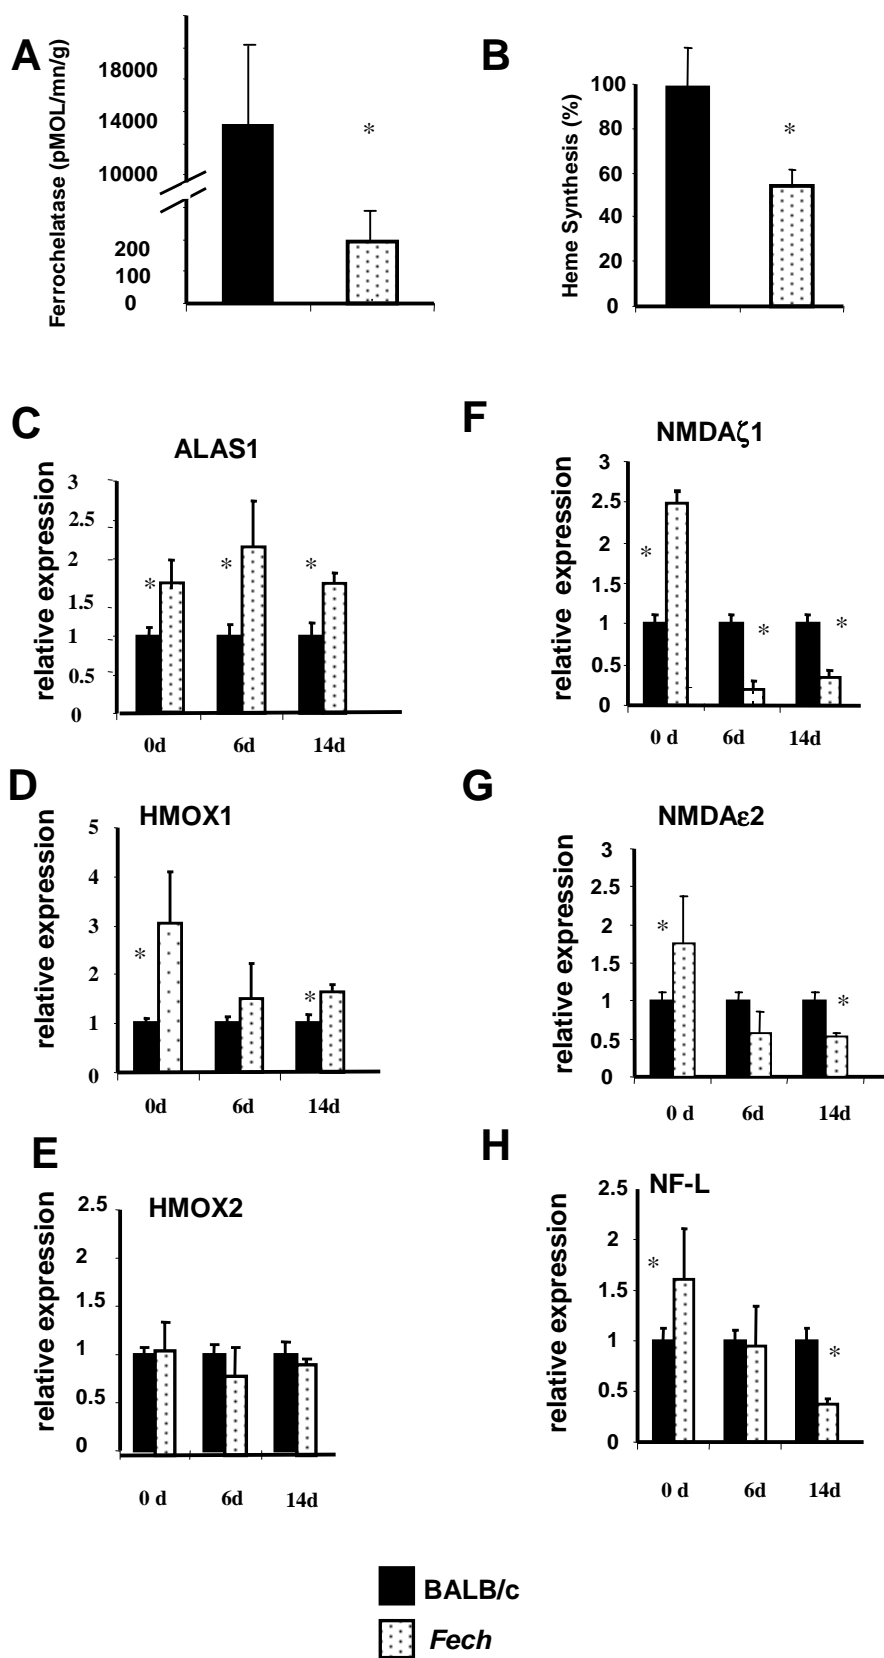 A
Ferrochelatase (pMOL/mn/g)
18000
14000
10000
200
100
0
*
B
Heme Synthesis (%)
100
80
60
40
20
0
*
C
ALAS1
relative expression
3
2.5
2
1.5
1
0.5
0
* * *
0d 6d 14d
F
NMDAζ1
relative expression
3
2.5
2
1.5
1
0.5
0
* * *
0 d 6d 14d
D
HMOX1
relative expression
5
4
3
2
1
0
* *
0d 6d 14d
G
NMDAε2
relative expression
3
2.5
2
1.5
1
0.5
0
* *
0 d 6d 14d
E
HMOX2
relative expression
2.5
2
1.5
1
0.5
0
0 d 6d 14d
H
NF-L
relative expression
2.5
2
1.5
1
0.5
0
* *
0 d 6d 14d
BALB/c
Fech